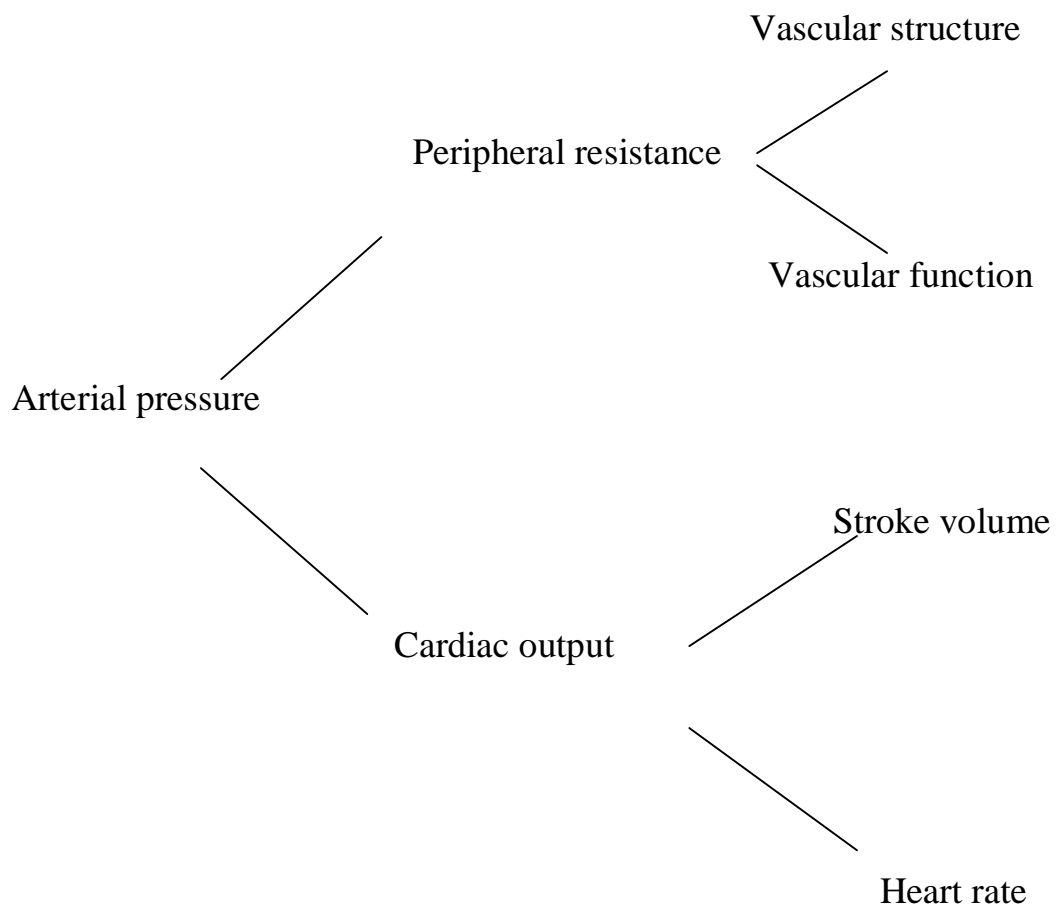 Vascular structure
Peripheral resistance
Vascular function
Arterial pressure
Stroke volume
Cardiac output
Heart rate